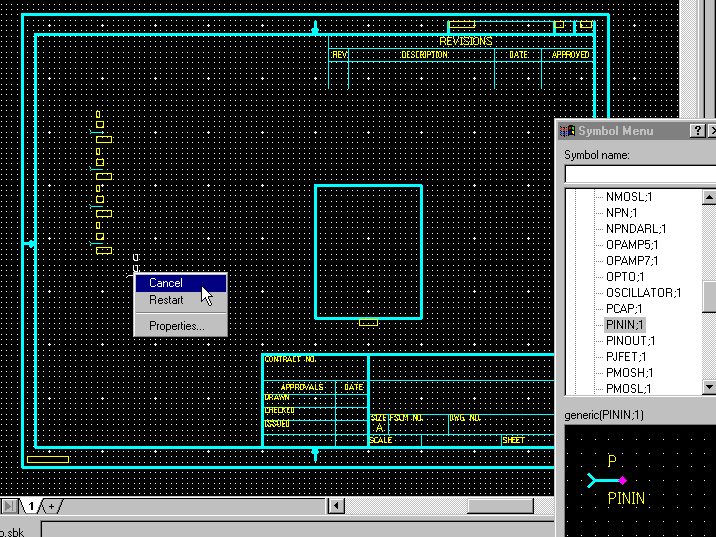 REVISIONS
REV DESCRIPTION DATE APPROVED
Symbol Menu
Symbol name:
NMOSL;1
NPN;1
NPNDARL;1
OPAMP5;1
OPAMP7;1
OPTO;1
OSCILLATOR;1
PCAP;1
PININ;1
PINOUT;1
PJFET;1
PMOSH;1
PMOSL;1
Cancel
Restart
Properties...
CONTRACT NO.
APPROVALS DATE
DRAWN
CHECKED
ISSUED
SIZE FSCM NO. DWG. NO.
A
SCALE SHEET
generic(PININ;1)
P
PININ
1 +
o.sbk